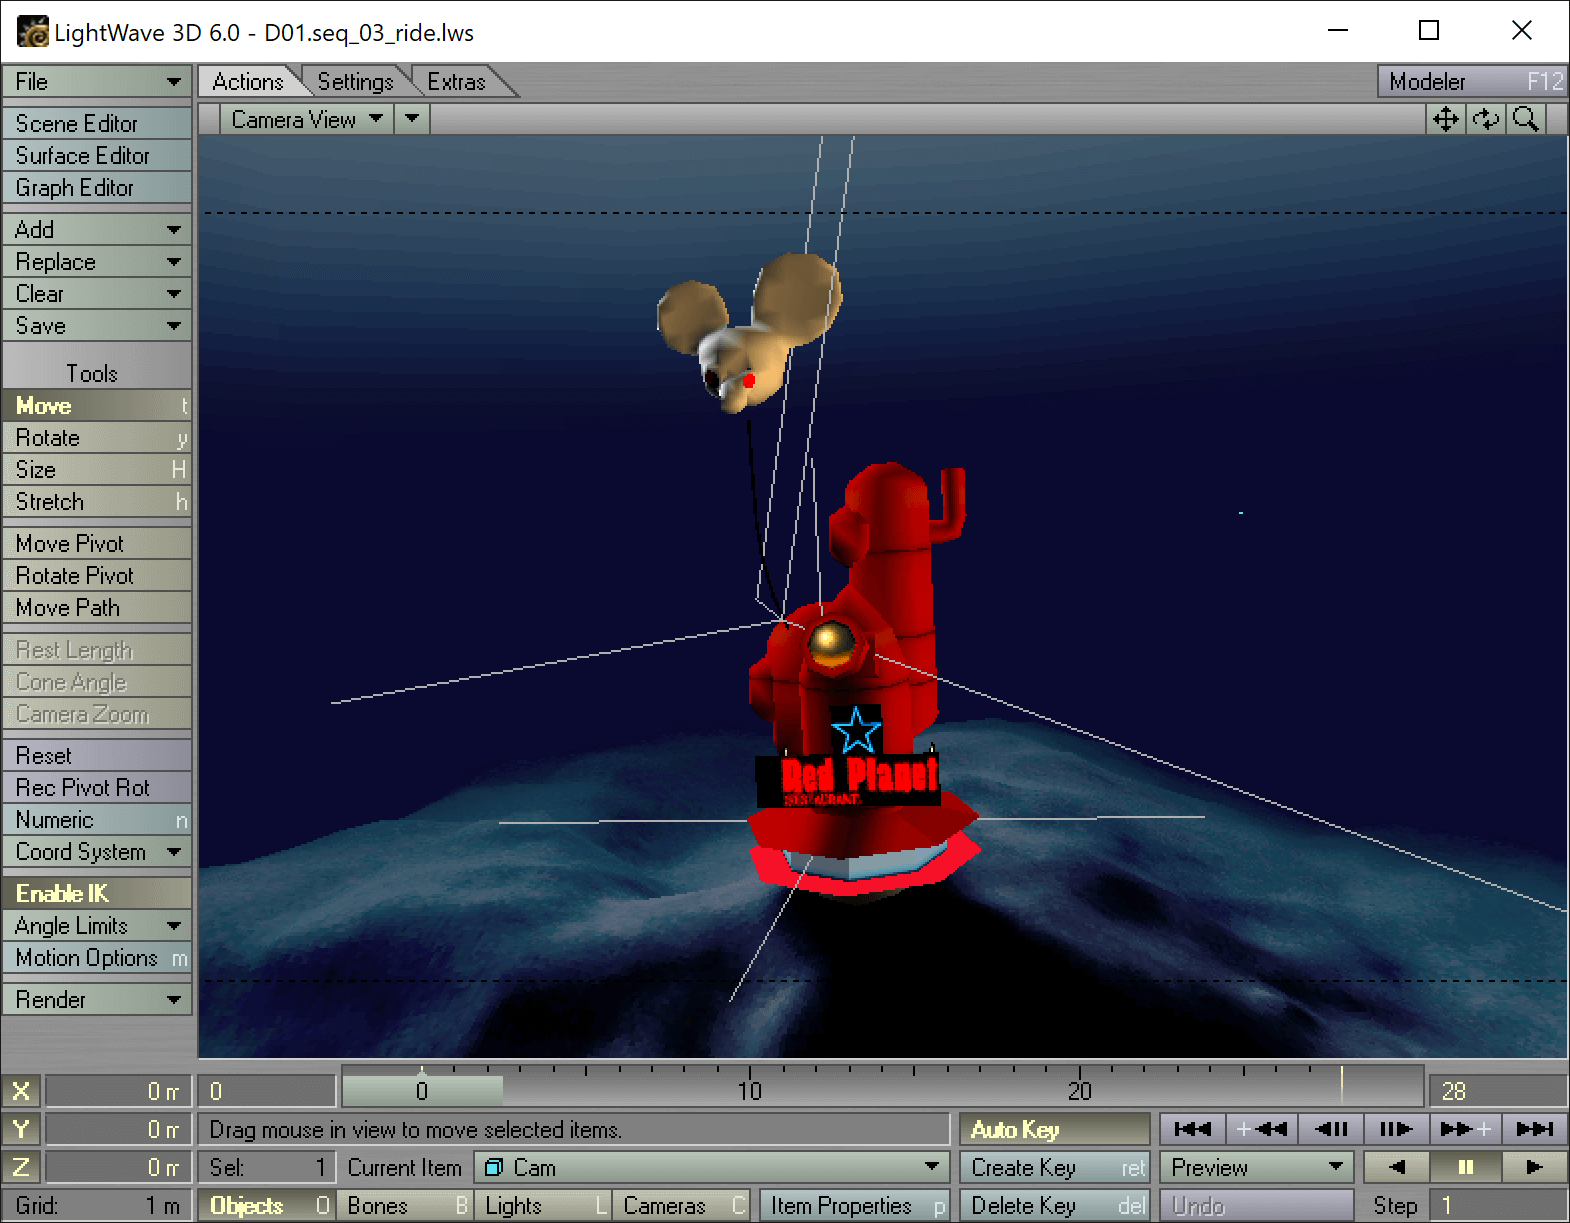 LightWave 3D 6.0 - D01.seq_03_ride.lws
File
Actions
Settings
Extras
Modeler F12
Camera View
Scene Editor
Surface Editor
Graph Editor
Add
Replace
Clear
Save
Tools
Move t
Rotate y
Size H
Stretch h
Move Pivot
Rotate Pivot
Move Path
Rest Length
Cone Angle
Camera Zoom
Reset
Rec Pivot Rot
Numeric n
Coord System
Enable IK
Angle Limits
Motion Options m
Render
Red Planet
X 0 m 0 0 10 20 28
Y 0 m Drag mouse in view to move selected items. Auto Key
Z 0 m Sel: 1 Current Item Cam Create Key ret Preview
Grid: 1 m Objects O Bones B Lights L Cameras C Item Properties p Delete Key del Undo Step 1